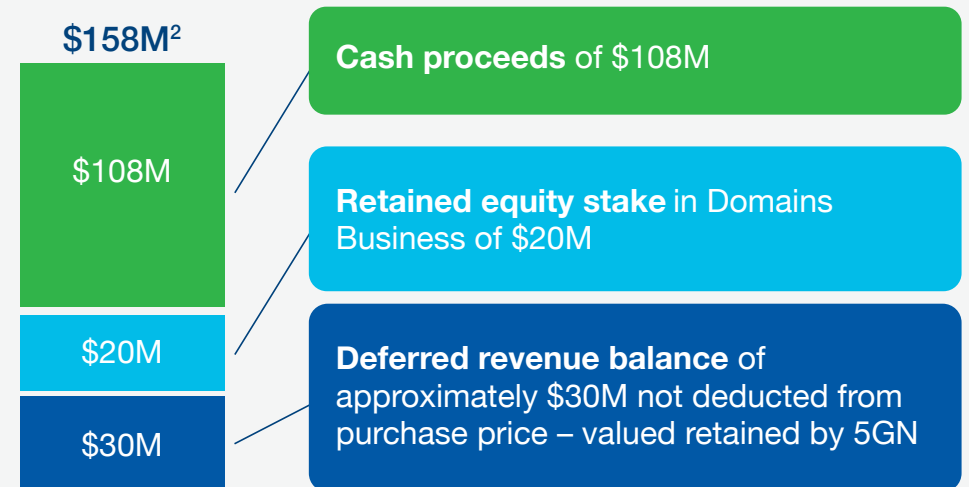 $158M²
$108M
$20M
$30M
Cash proceeds of $108M
Retained equity stake in Domains
Business of $20M
Deferred revenue balance of
approximately $30M not deducted from
purchase price – valued retained by 5GN